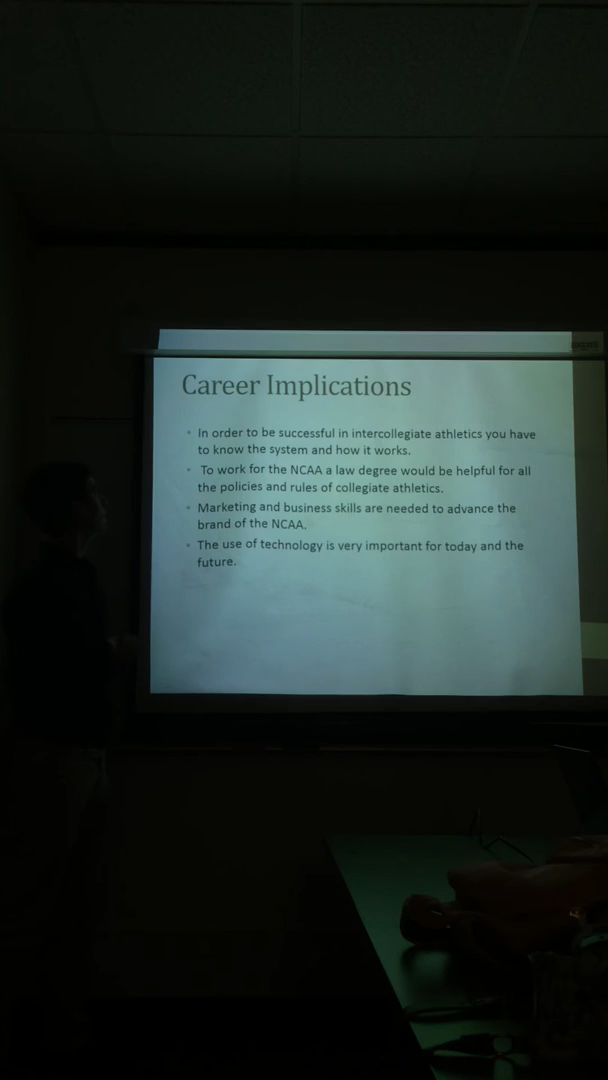 Career Implications
In order to be successful in intercollegiate athletics you have
to know the system and how it works.
To work for the NCAA a law degree would be helpful for all
the policies and rules of collegiate athletics.
Marketing and business skills are needed to advance the
brand of the NCAA.
The use of technology is very important for today and the
future.